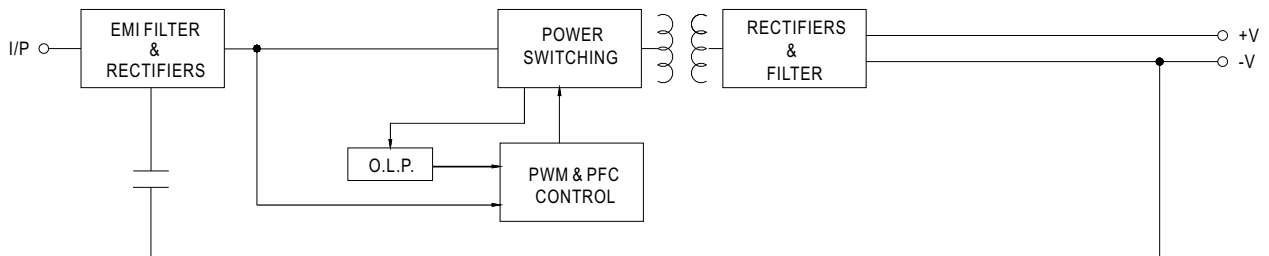 I/P
EMI FILTER
&
RECTIFIERS
POWER
SWITCHING
RECTIFIERS
&
FILTER
+V
-V
O.L.P.
PWM & PFC
CONTROL